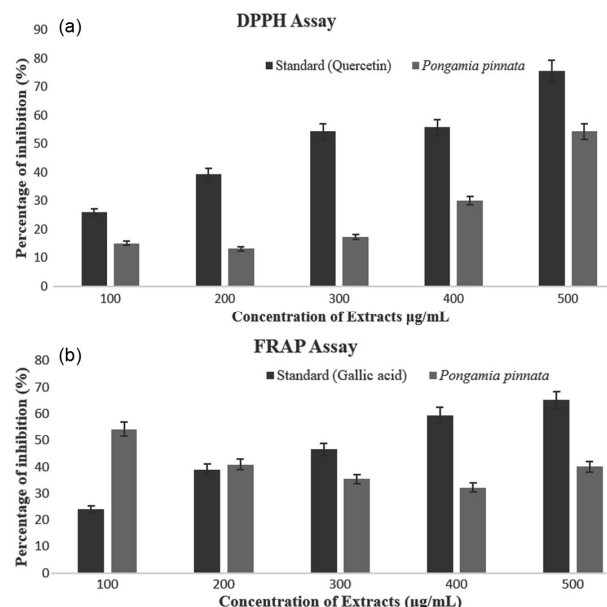 (a)
DPPH Assay
Standard (Quercetin) Pongamia pinnata
Percentage of inhibition (%)
90
80
70
60
50
40
30
20
10
0
100 200 300 400 500
Concentration of Extracts µg/mL
(b)
FRAP Assay
Standard (Gallic acid) Pongamia pinnata
Percentage of inhibition (%)
80
70
60
50
40
30
20
10
0
100 200 300 400 500
Concentration of Extracts (µg/mL)